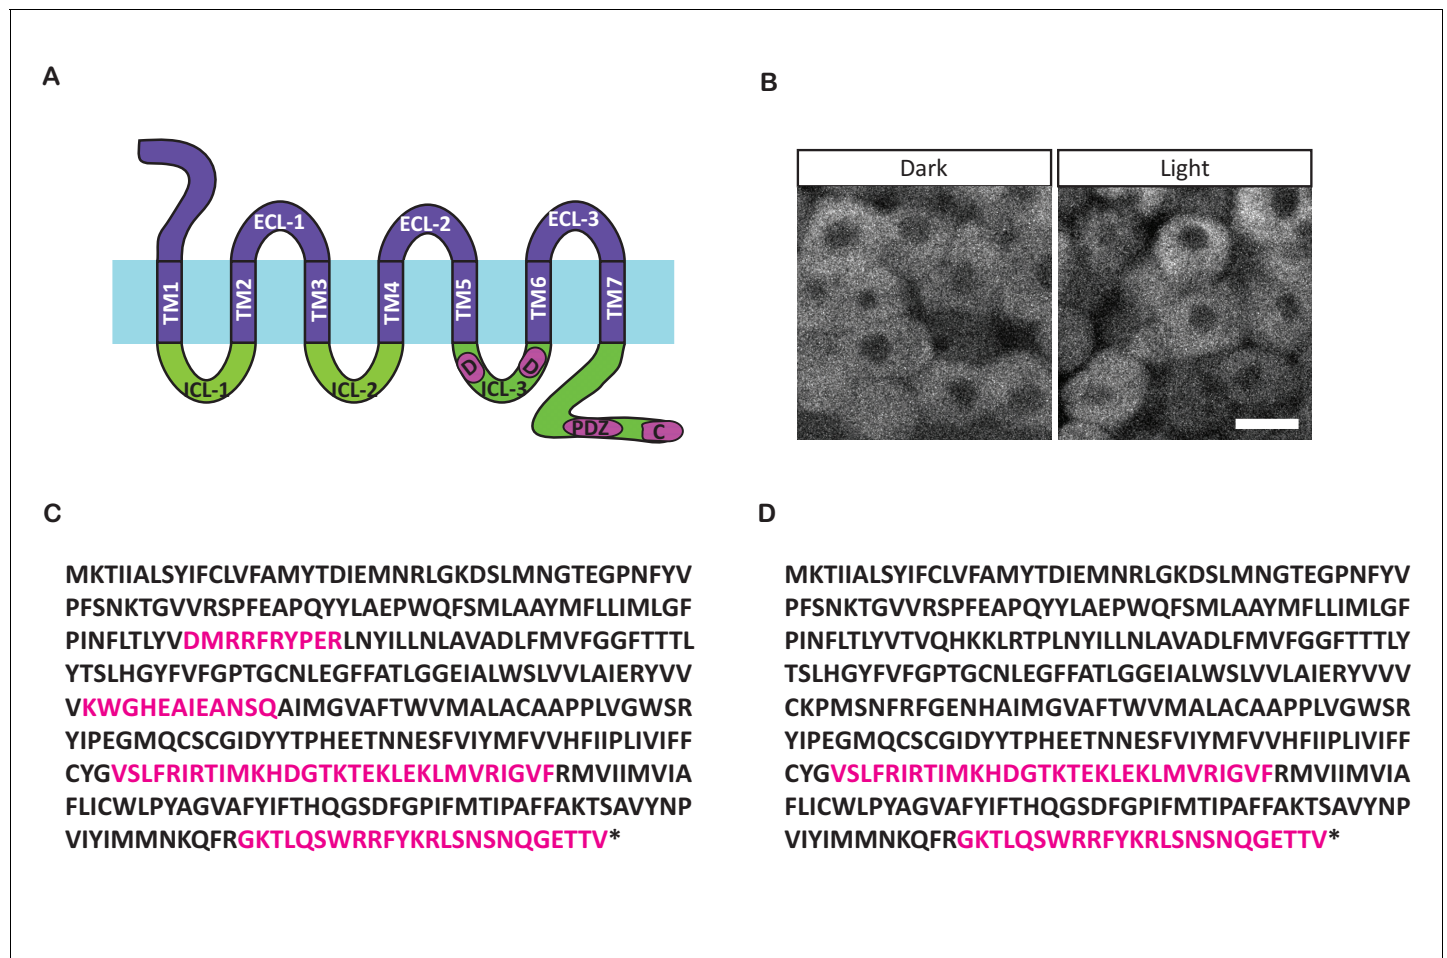 A
B
Dark
Light
ECL-1
ECL-2
ECL-3
TM1
TM2
TM3
TM4
TM5
TM6
TM7
D
D
ICL-1
ICL-2
ICL-3
PDZ
C
C
MKTIIALSYIFCLVFAMYTDIEMNRLGKDSLMNGTEGPNFYV
PFSNKTGVVRSPFEAPQYYLAEPWQFSMLAAYMFLLIMLGF
PINFLTLYVDMRRFRYPERLNYILLNLAVADLFMVFGGFTTTL
YTSLHGYFVFGPTGCNLEGFFATLGGEIALWSLVVLAIERYVV
VKWGHEAIEANSQAIMGVAFTWVMALACAAPPLVGWSR
YIPEGMQCSCGIDYYTPHEETNNESFVIYMFVVHFIIPLIVIFF
CYGVSLFRIRTIMKHDGTKTEKLEKLMVRIGVFRMVIIMVIA
FLICWLPYAGVAFYIFTHQGSDFGPIFMTIPAFFAKTSAVYNP
VIYIMMNKQFRGKTLQSWRRFYKRLSNSNQGETTV*
D
MKTIIALSYIFCLVFAMYTDIEMNRLGKDSLMNGTEGPNFYV
PFSNKTGVVRSPFEAPQYYLAEPWQFSMLAAYMFLLIMLGF
PINFLTLYVTVQHKKLRTPLNYILLNLAVADLFMVFGGFTTTLY
TSLHGYFVFGPTGCNLEGFFATLGGEIALWSLVVLAIERYVVV
CKPMSNFRFGENHAIMGVAFTWVMALACAAPPLVGWSR
YIPEGMQCSCGIDYYTPHEETNNESFVIYMFVVHFIIPLIVIFF
CYGVSLFRIRTIMKHDGTKTEKLEKLMVRIGVFRMVIIMVIA
FLICWLPYAGVAFYIFTHQGSDFGPIFMTIPAFFAKTSAVYNP
VIYIMMNKQFRGKTLQSWRRFYKRLSNSNQGETTV*